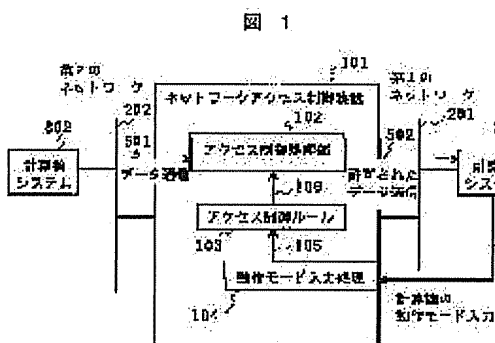 図 1
101
第2の
ネットワーク
202
ネットワークアクセス制御装置
第1の
ネットワーク
201
102
802
501
502
アクセス制御処理部
計算機
システム
データ通信
許可された
データ通信
106
アクセス制御ルール
103
105
動作モード入力処理
104
計算機の
動作モード入力